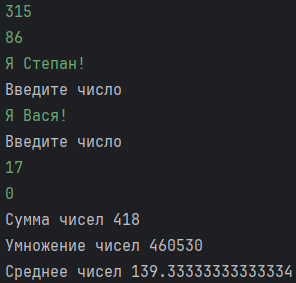 315
86
Я Степан!
Введите число
Я Вася!
Введите число
17
0
Сумма чисел 418
Умножение чисел 460530
Среднее чисел 139.33333333333334